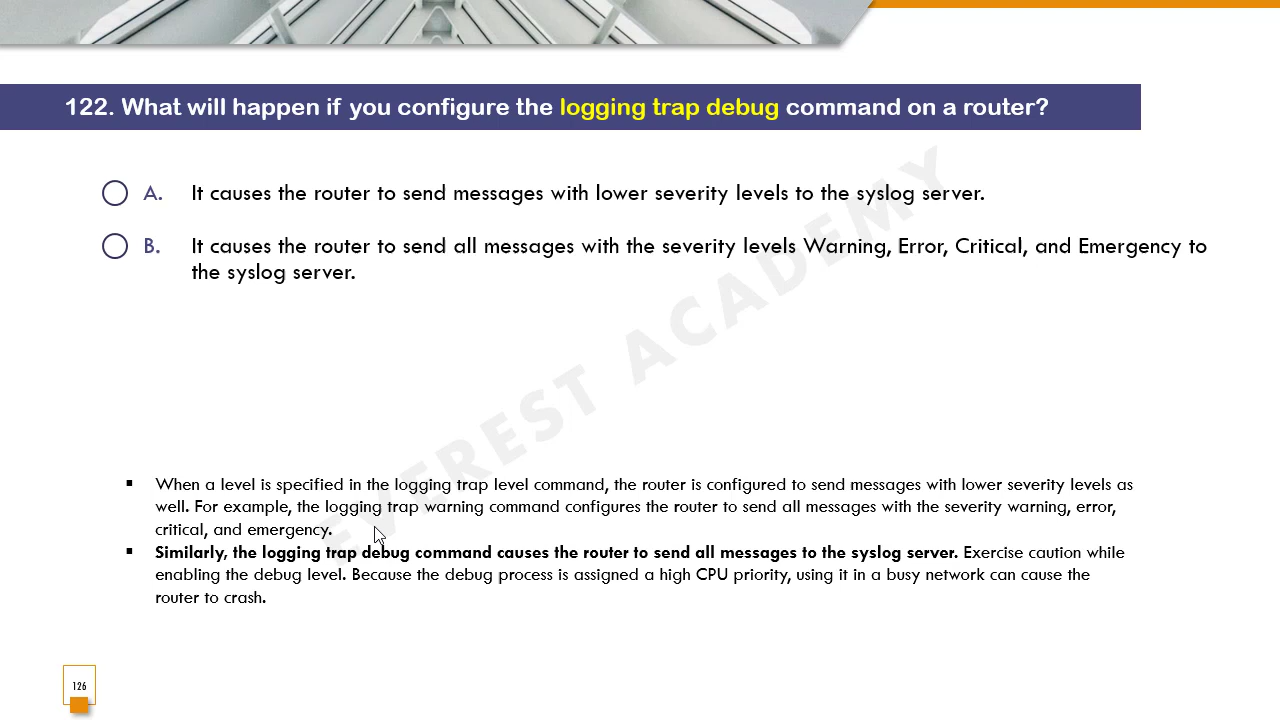 122. What will happen if you configure the logging trap debug command on a router?
A. It causes the router to send messages with lower severity levels to the syslog server.
B. It causes the router to send all messages with the severity levels Warning, Error, Critical, and Emergency to
the syslog server.
EVEREST ACADEMY
▪ When a level is specified in the logging trap level command, the router is configured to send messages with lower severity levels as
well. For example, the logging trap warning command configures the router to send all messages with the severity warning, error,
critical, and emergency.
▪ Similarly, the logging trap debug command causes the router to send all messages to the syslog server. Exercise caution while
enabling the debug level. Because the debug process is assigned a high CPU priority, using it in a busy network can cause the
router to crash.
126